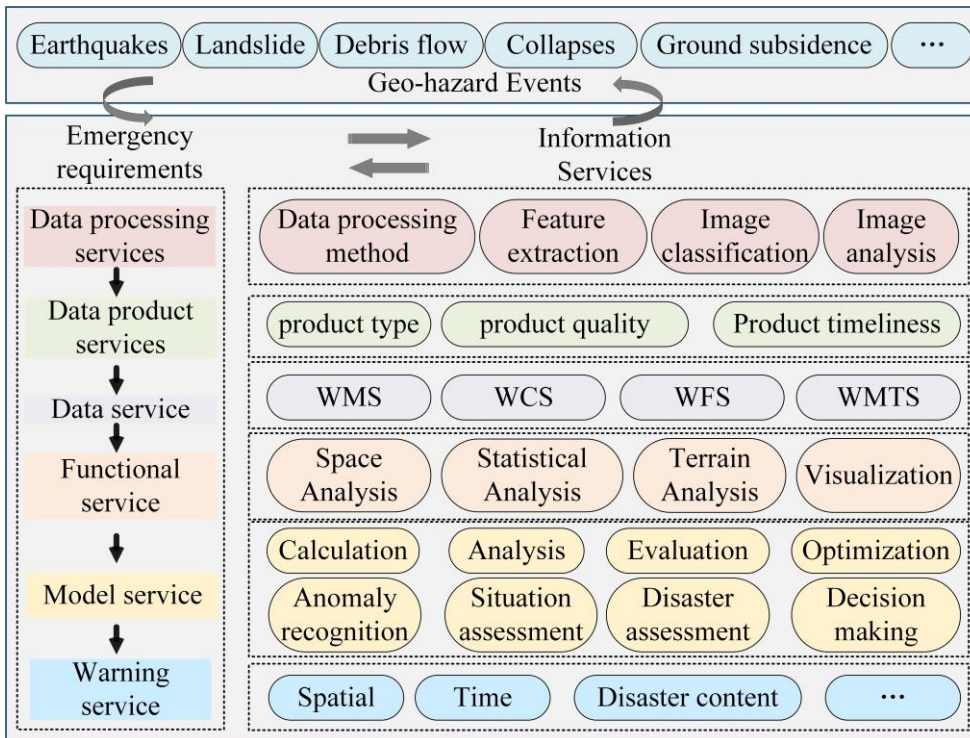 Earthquakes Landslide Debris flow Collapses Ground subsidence ...
Geo-hazard Events
Emergency
requirements
Information
Services
Data processing
services
Data processing
method
Feature
extraction
Image
classification
Image
analysis
Data product
services
product type product quality Product timeliness
Data service
WMS WCS WFS WMTS
Functional
service
Space
Analysis
Statistical
Analysis
Terrain
Analysis
Visualization
Model service
Calculation Analysis Evaluation Optimization
Anomaly
recognition
Situation
assessment
Disaster
assessment
Decision
making
Warning
service
Spatial Time Disaster content ...